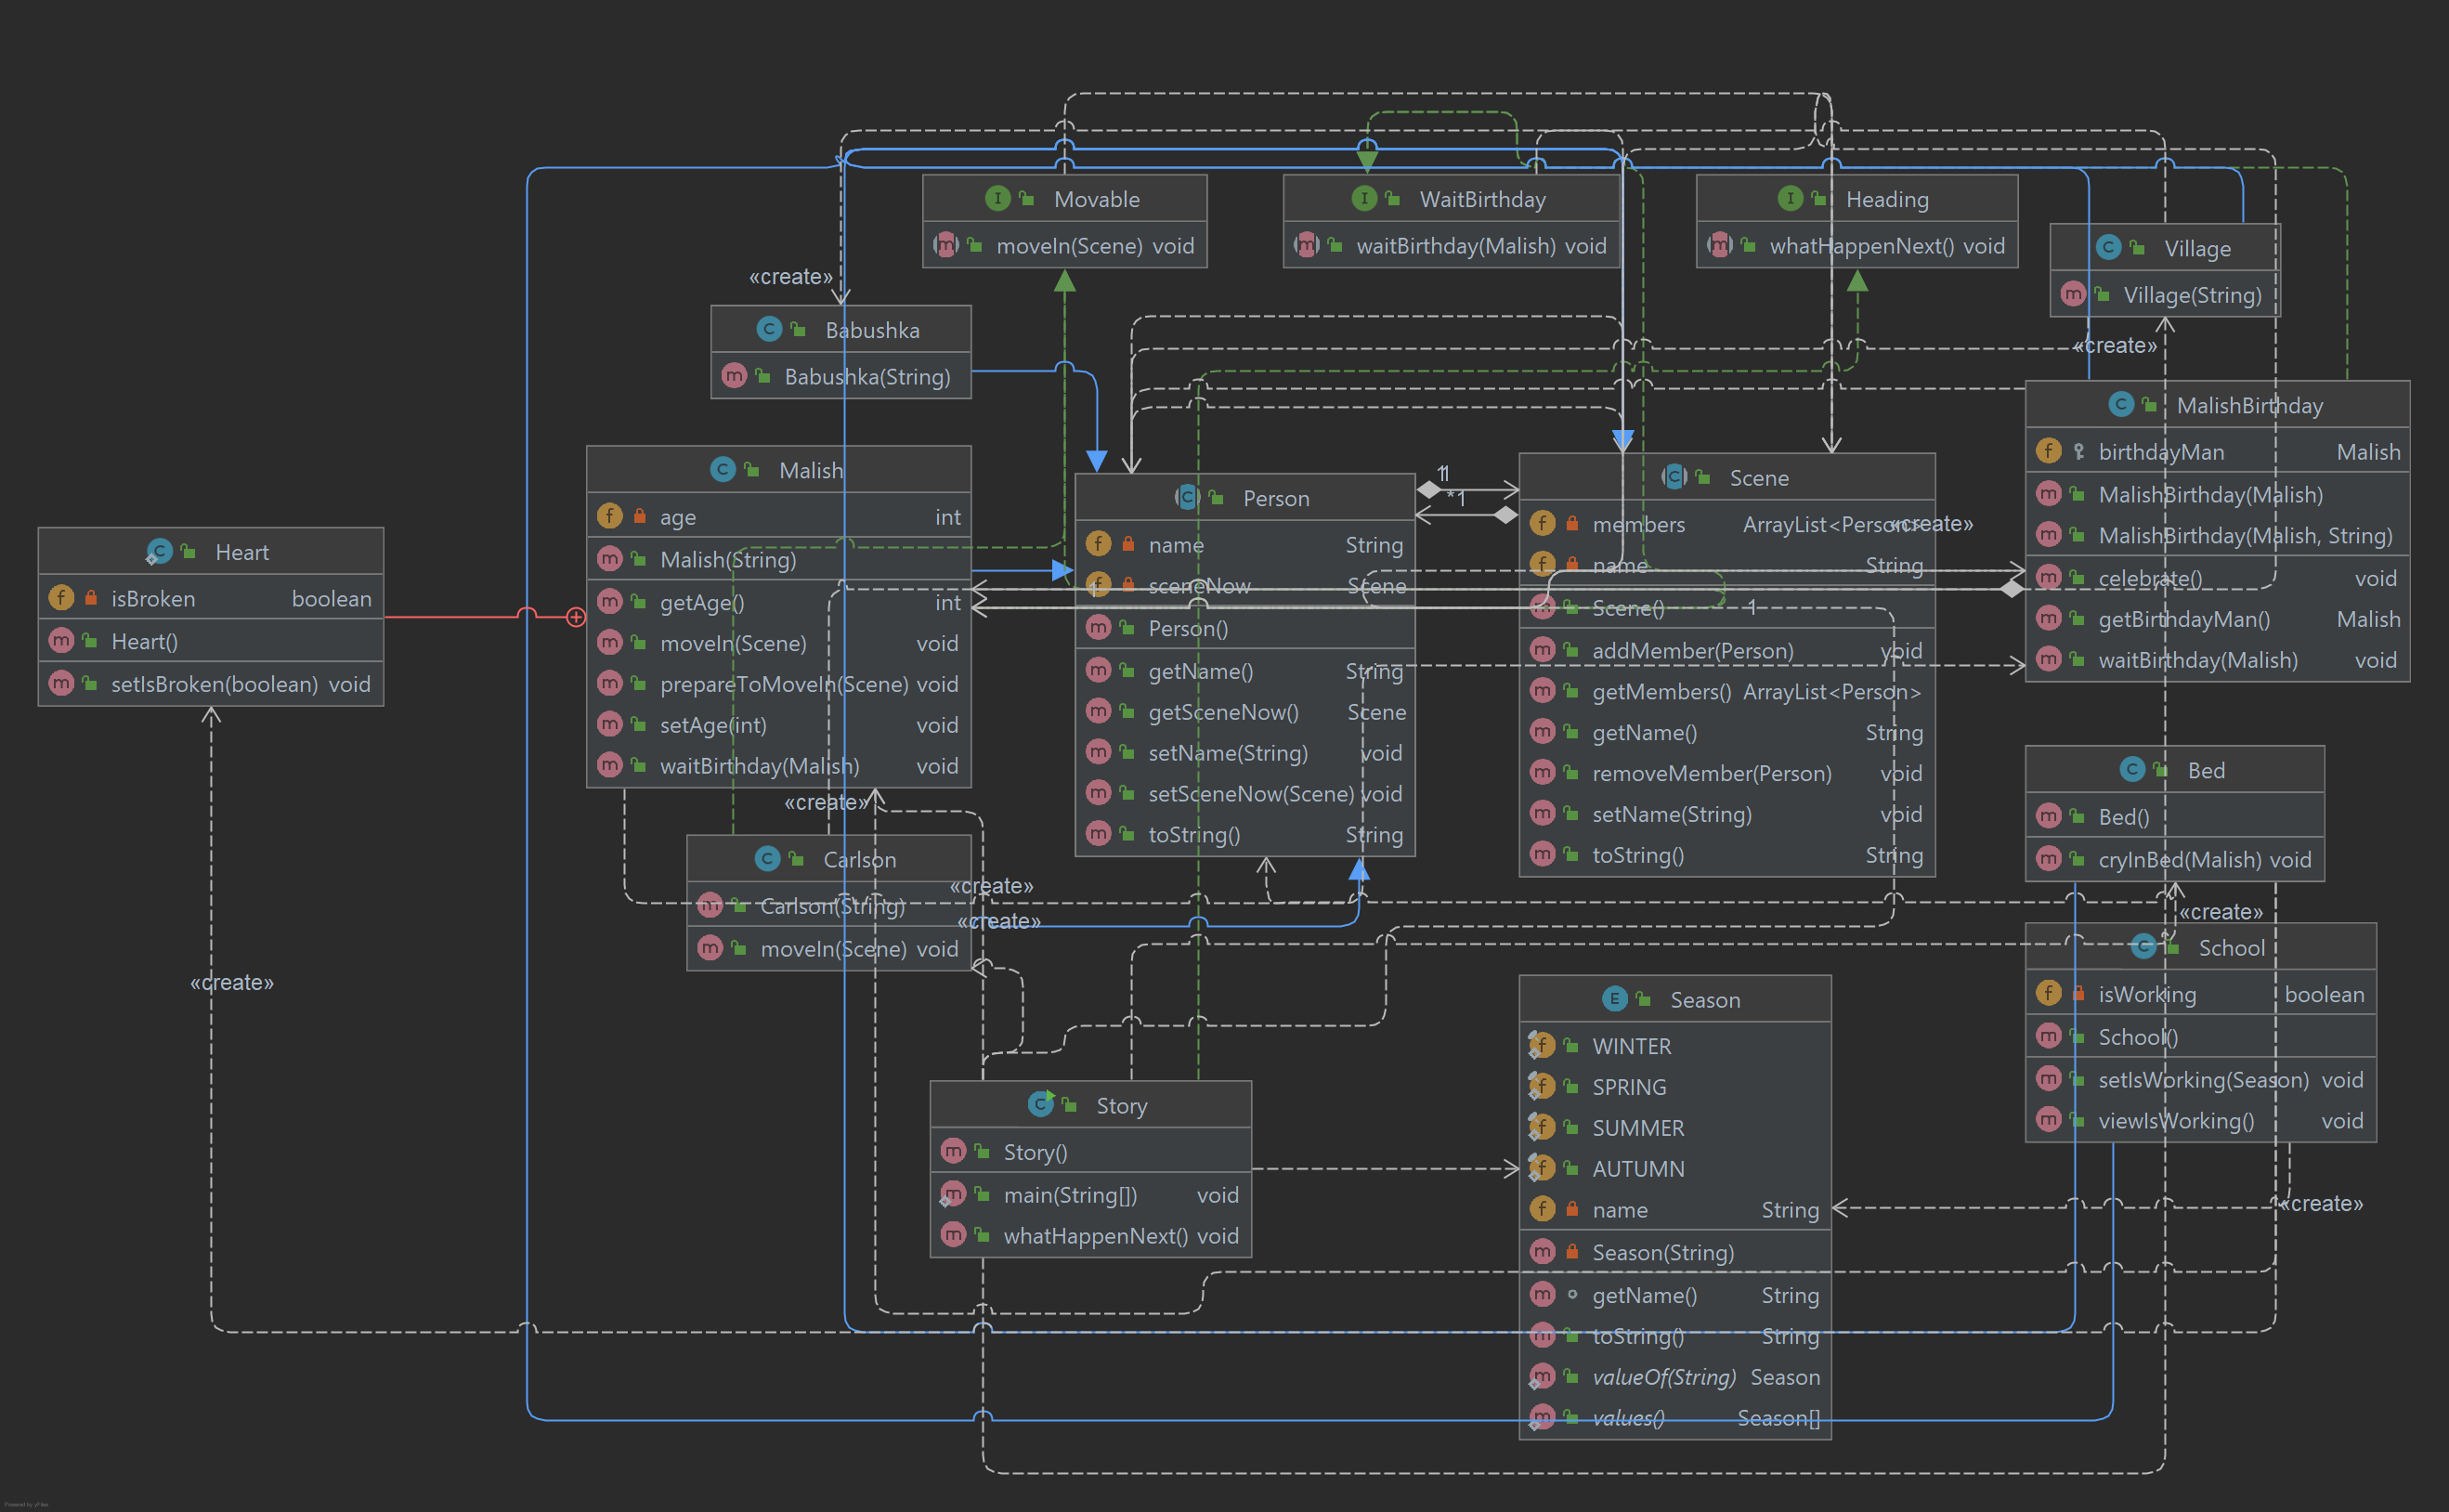 Movable
moveIn(Scene) void
WaitBirthday
waitBirthday(Malish) void
Heading
whatHappenNext() void
Village
Village(String)
«create»
Babushka
Babushka(String)
«create»
MalishBirthday
birthdayMan Malish
MalishBirthday(Malish)
MalishBirthday(Malish, String)
celebrate() void
getBirthdayMan() Malish
waitBirthday(Malish) void
Malish
age int
Malish(String)
getAge() int
moveIn(Scene) void
prepareToMoveIn(Scene) void
setAge(int) void
waitBirthday(Malish) void
Person
name String
sceneNow Scene
Person()
getName() String
getSceneNow() Scene
setName(String) void
setSceneNow(Scene) void
toString() String
1
*1
1
1
Scene
members ArrayList<Person>
name String
Scene()
addMember(Person) void
getMembers() ArrayList<Person>
getName() String
removeMember(Person) void
setName(String) void
toString() String
«create»
Heart
isBroken boolean
Heart()
setIsBroken(boolean) void
«create»
«create»
Carlson
Carlson(String)
moveIn(Scene) void
«create»
«create»
Bed
Bed()
cryInBed(Malish) void
«create»
School
isWorking boolean
School()
setIsWorking(Season) void
viewIsWorking() void
«create»
Story
Story()
main(String[]) void
whatHappenNext() void
Season
WINTER
SPRING
SUMMER
AUTUMN
name String
Season(String)
getName() String
toString() String
valueOf(String) Season
values() Season[]
Powered by yFiles